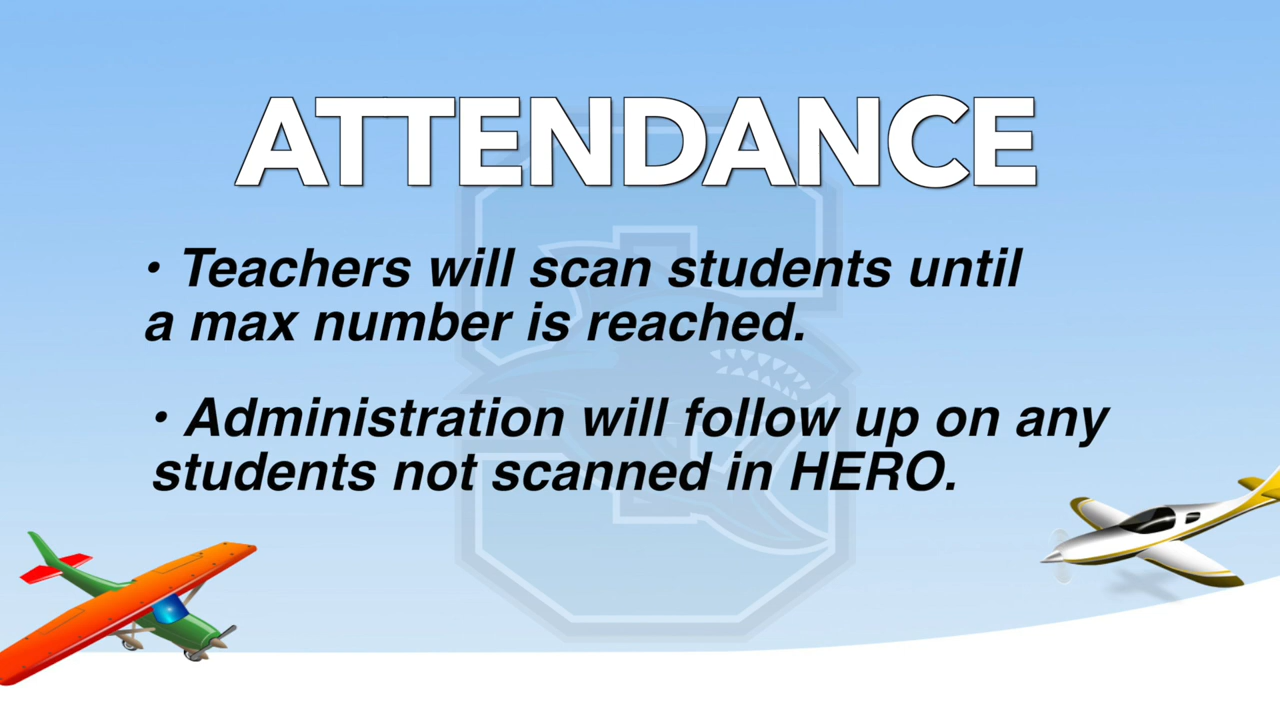 ATTENDANCE
• Teachers will scan students until
a max number is reached.
• Administration will follow up on any
students not scanned in HERO.